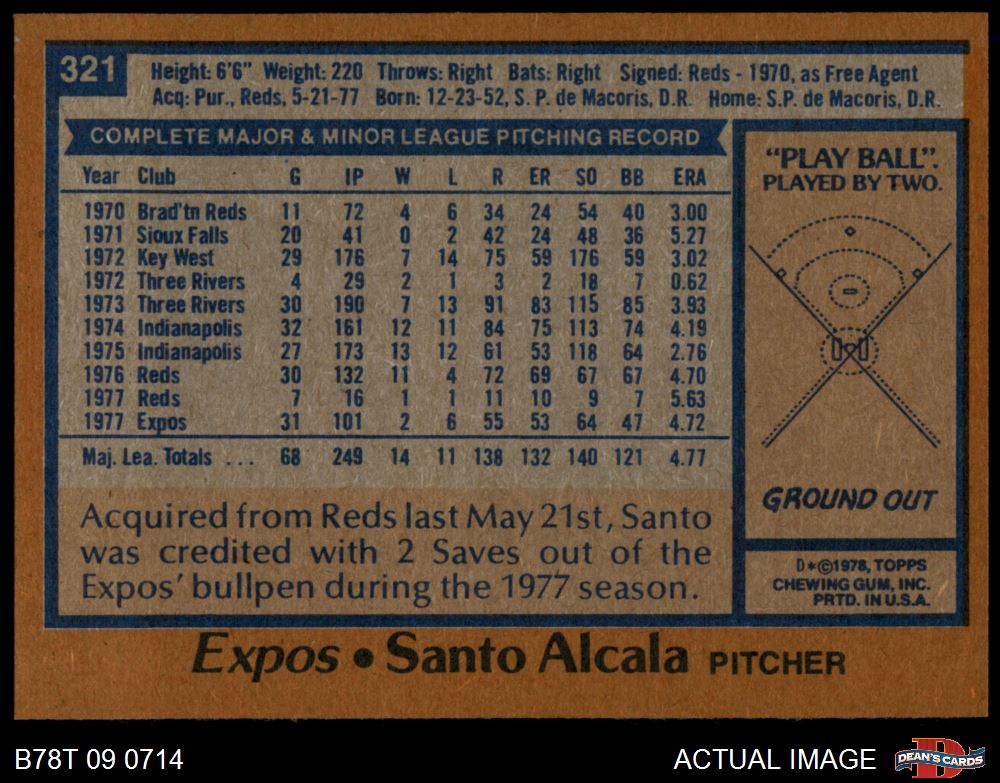 321
Height: 6'6" Weight: 220 Throws: Right Bats: Right Signed: Reds - 1970, as Free Agent
Acq: Pur., Reds, 5-21-77 Born: 12-23-52, S. P. de Macoris, D.R. Home: S.P. de Macoris, D.R.
COMPLETE MAJOR & MINOR LEAGUE PITCHING RECORD
Year Club G IP W L R ER SO BB ERA
1970 Brad'tn Reds 11 72 4 6 34 24 54 40 3.00
1971 Sioux Falls 20 41 0 2 42 24 48 36 5.27
1972 Key West 29 176 7 14 75 59 176 59 3.02
1972 Three Rivers 4 29 2 1 3 2 18 7 0.62
1973 Three Rivers 30 190 7 13 91 83 115 85 3.93
1974 Indianapolis 32 161 12 11 84 75 113 74 4.19
1975 Indianapolis 27 173 13 12 61 53 118 64 2.76
1976 Reds 30 132 11 4 72 69 67 67 4.70
1977 Reds 7 16 1 1 11 10 9 7 5.63
1977 Expos 31 101 2 6 55 53 64 47 4.72
Maj. Lea. Totals ... 68 249 14 11 138 132 140 121 4.77
Acquired from Reds last May 21st, Santo
was credited with 2 Saves out of the
Expos' bullpen during the 1977 season.
"PLAY BALL".
PLAYED BY TWO.
GROUND OUT
D*©1978, TOPPS
CHEWING GUM, INC.
PRTD. IN U.S.A.
Expos • Santo Alcala PITCHER
B78T 09 0714
ACTUAL IMAGE
DEAN'S CARDS